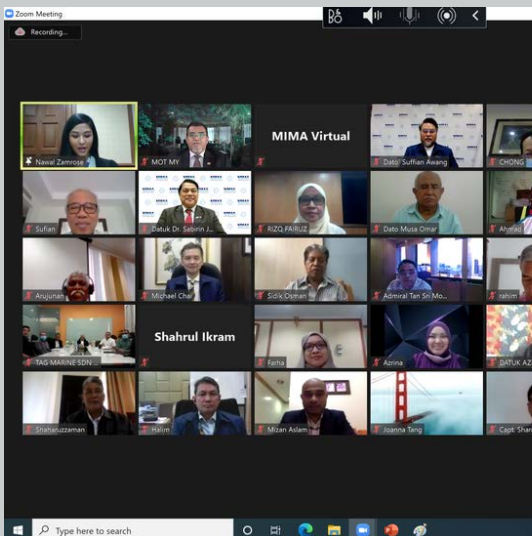 Zoom Meeting
Recording...
Nawal Zamrose
MOT MY
MIMA Virtual
Dato' Suffian Awang
CHONG
Sufian
Datuk Dr. Sabirin J...
RIZQ FAIRUZ
Dato Musa Omar
Ahmad
Arujunan
Michael Chai
Sidik Osman
Admiral Tan Sri Mo...
rahim
TAG MARINE SDN ...
Shahrul Ikram
Farha
Azrina
DATUK AZ
Shaharuzzaman
Halim
Mizan Aslam
Joanna Tang
Capt. Shar
Type here to search